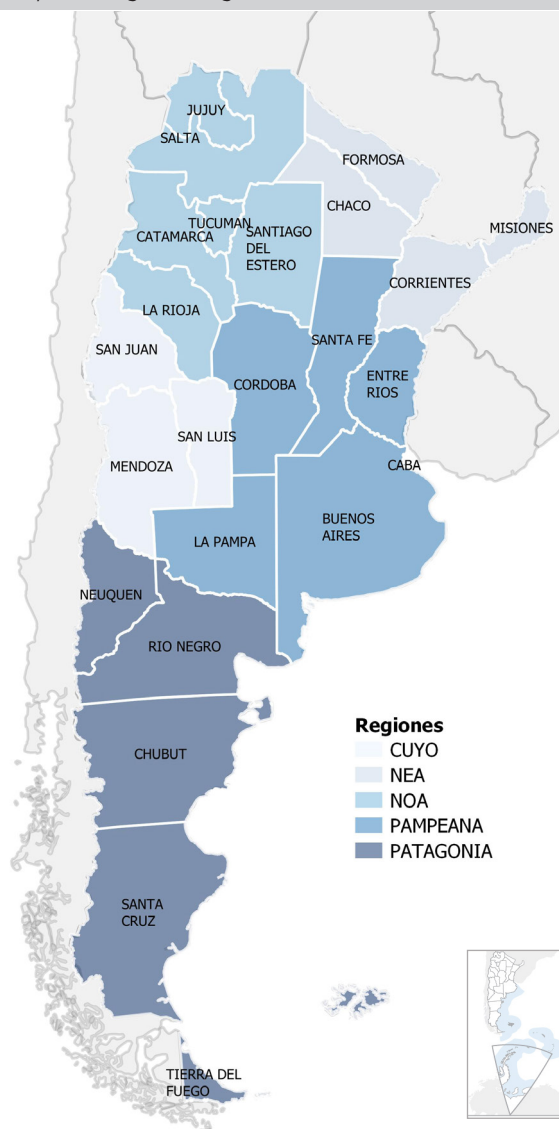 JUJUY
SALTA
FORMOSA
CHACO
TUCUMAN
CATAMARCA
SANTIAGO
DEL
ESTERO
MISIONES
CORRIENTES
LA RIOJA
SANTA FE
SAN JUAN
CORDOBA
ENTRE
RIOS
SAN LUIS
MENDOZA
CABA
BUENOS
AIRES
LA PAMPA
NEUQUEN
RIO NEGRO
CHUBUT
SANTA
CRUZ
TIERRA DEL
FUEGO
Regiones
CUYO
NEA
NOA
PAMPEANA
PATAGONIA